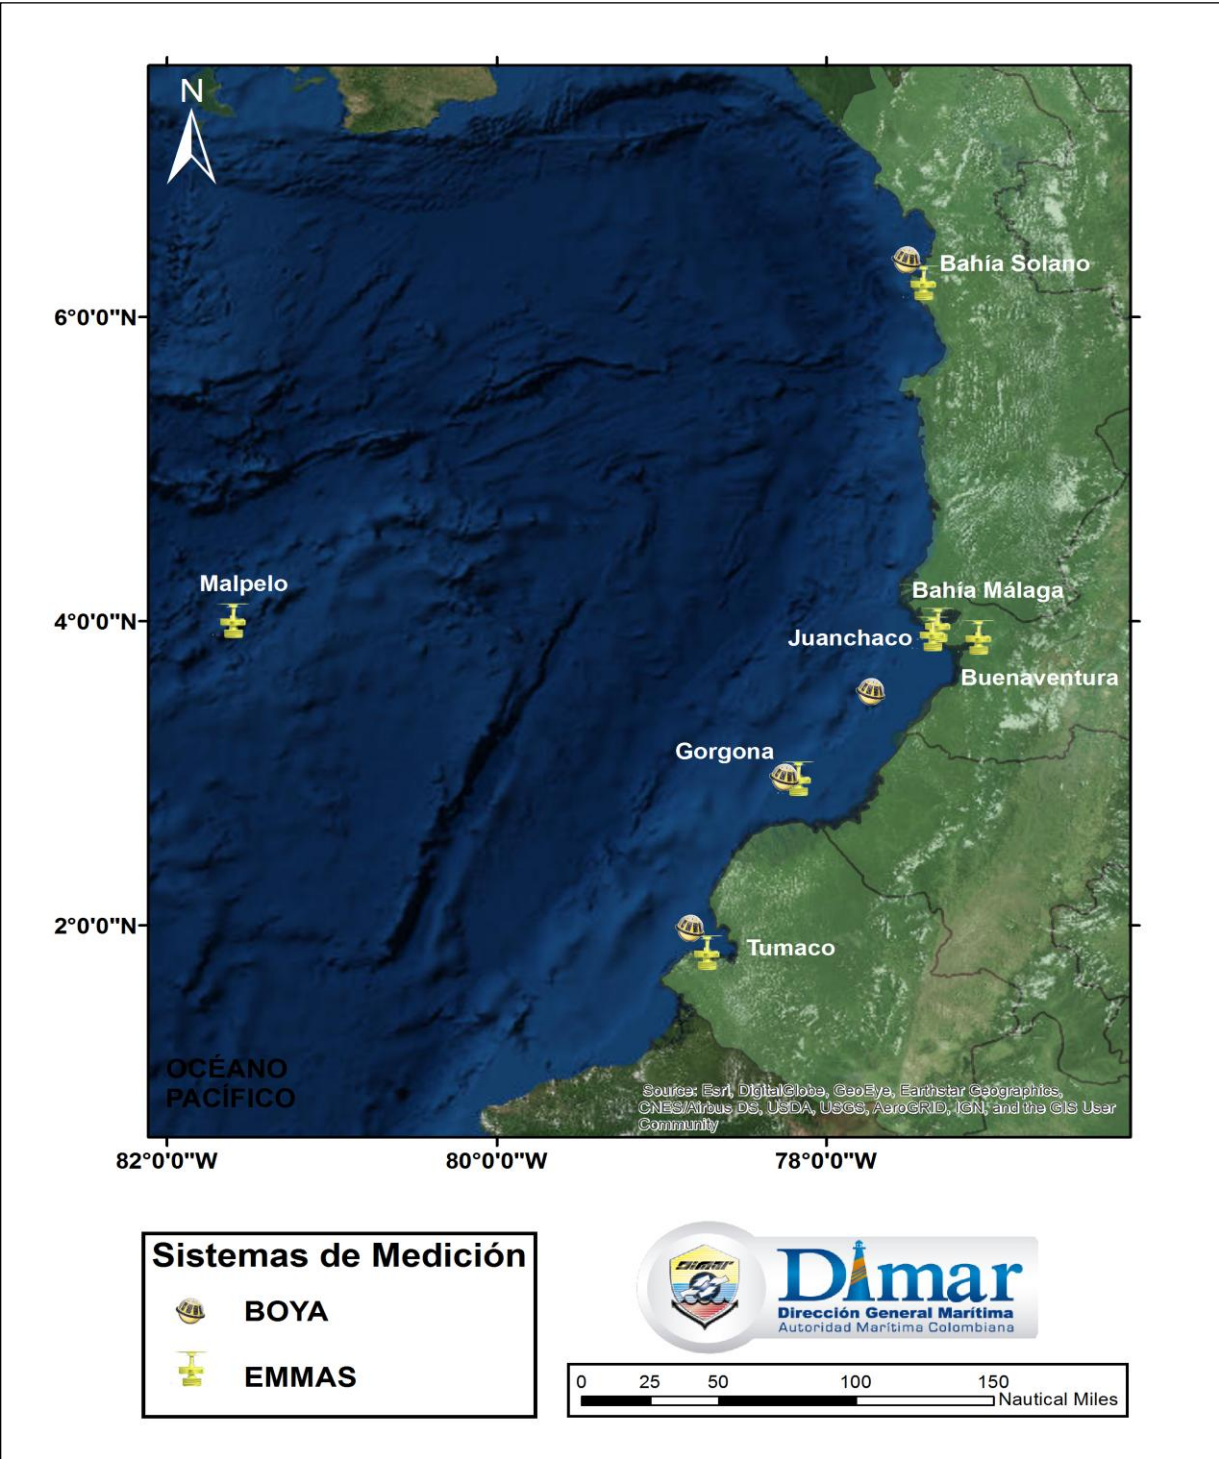 N
Bahía Solano
6°0'0"N
Malpelo
Bahía Málaga
4°0'0"N
Juanchaco
Buenaventura
Gorgona
2°0'0"N
Tumaco
OCÉANO
PACÍFICO
Source: Esri, DigitalGlobe, GeoEye, Earthstar Geographics,
CNES/Airbus DS, USDA, USGS, AeroGRID, IGN, and the GIS User
Community
82°0'0"W
80°0'0"W
78°0'0"W
Sistemas de Medición
BOYA
EMMAS
DIMAR
Dimar
Dirección General Marítima
Autoridad Marítima Colombiana
0 25 50 100 150
Nautical Miles